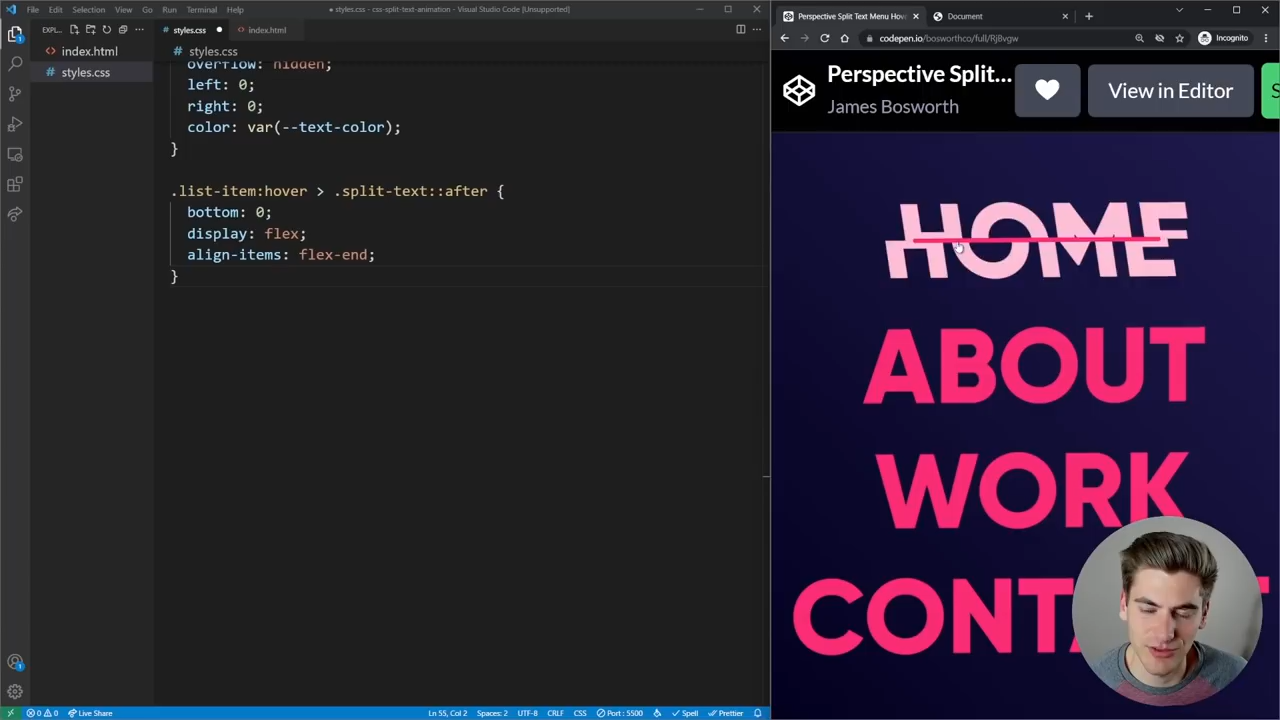 File Edit Selection View Go Run Terminal Help
● styles.css - css-split-text-animation - Visual Studio Code [Unsupported]
EXPL...
styles.css
index.html
index.html
styles.css
styles.css
overflow: hidden;
left: 0;
right: 0;
color: var(--text-color);
}
.list-item:hover > .split-text::after {
bottom: 0;
display: flex;
align-items: flex-end;
}
0 0 Live Share
Ln 55, Col 2 Spaces: 2 UTF-8 CRLF CSS Port : 5500 Spell Prettier
Perspective Split Text Menu Hov
Document
codepen.io/bosworthco/full/RjBvgw
Incognito
Perspective Split...
James Bosworth
View in Editor
S
HOME
ABOUT
WORK